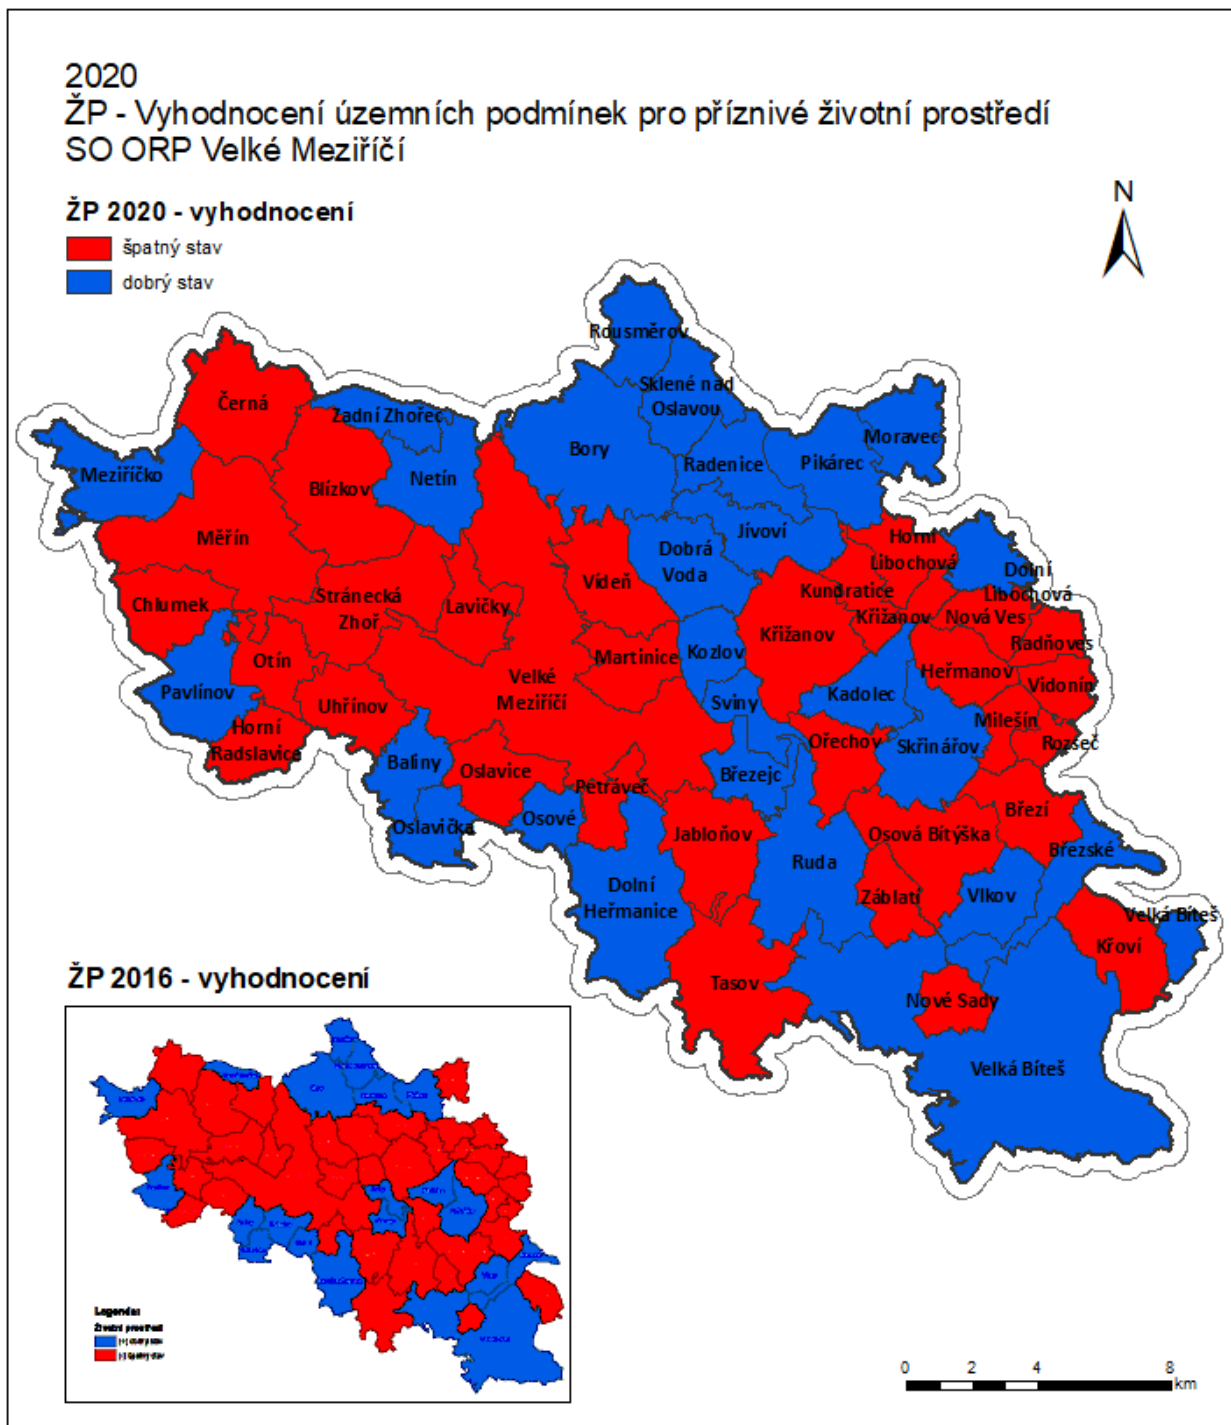 2020
ŽP - Vyhodnocení územních podmínek pro příznivé životní prostředí
SO ORP Velké Meziříčí
ŽP 2020 - vyhodnocení
špatný stav
dobrý stav
N
Rousměrov
Černá
Zadní Zhořec
Sklené nad
Oslavou
Moravec
Bory
Meziříčko
Blízkov
Netín
Radenice
Pikárec
Měřín
Jívoví
Horní
Libochová
Dobrá
Voda
Dolní
Libochová
Vídeň
Chlumek
Stránecká
Zhoř
Lavičky
Kundratice
Křižanov
Nová Ves
Křižanov
Radňoves
Otín
Martinice
Kozlov
Heřmanov
Vidonín
Pavlínov
Velké
Meziříčí
Kadolec
Uhřínov
Sviny
Horní
Radslavice
Milešín
Ořechov
Skřinářov
Rozseč
Baliny
Oslavice
Březejc
Petráveč
Osové
Oslavička
Jabloňov
Osová Bítýška
Březí
Březské
Ruda
Dolní
Heřmanice
Záblatí
Vlkov
Velká Bíteš
Křoví
Tasov
Nové Sady
Velká Bíteš
ŽP 2016 - vyhodnocení
Legenda:
Životní prostředí
0 2 4 8
km